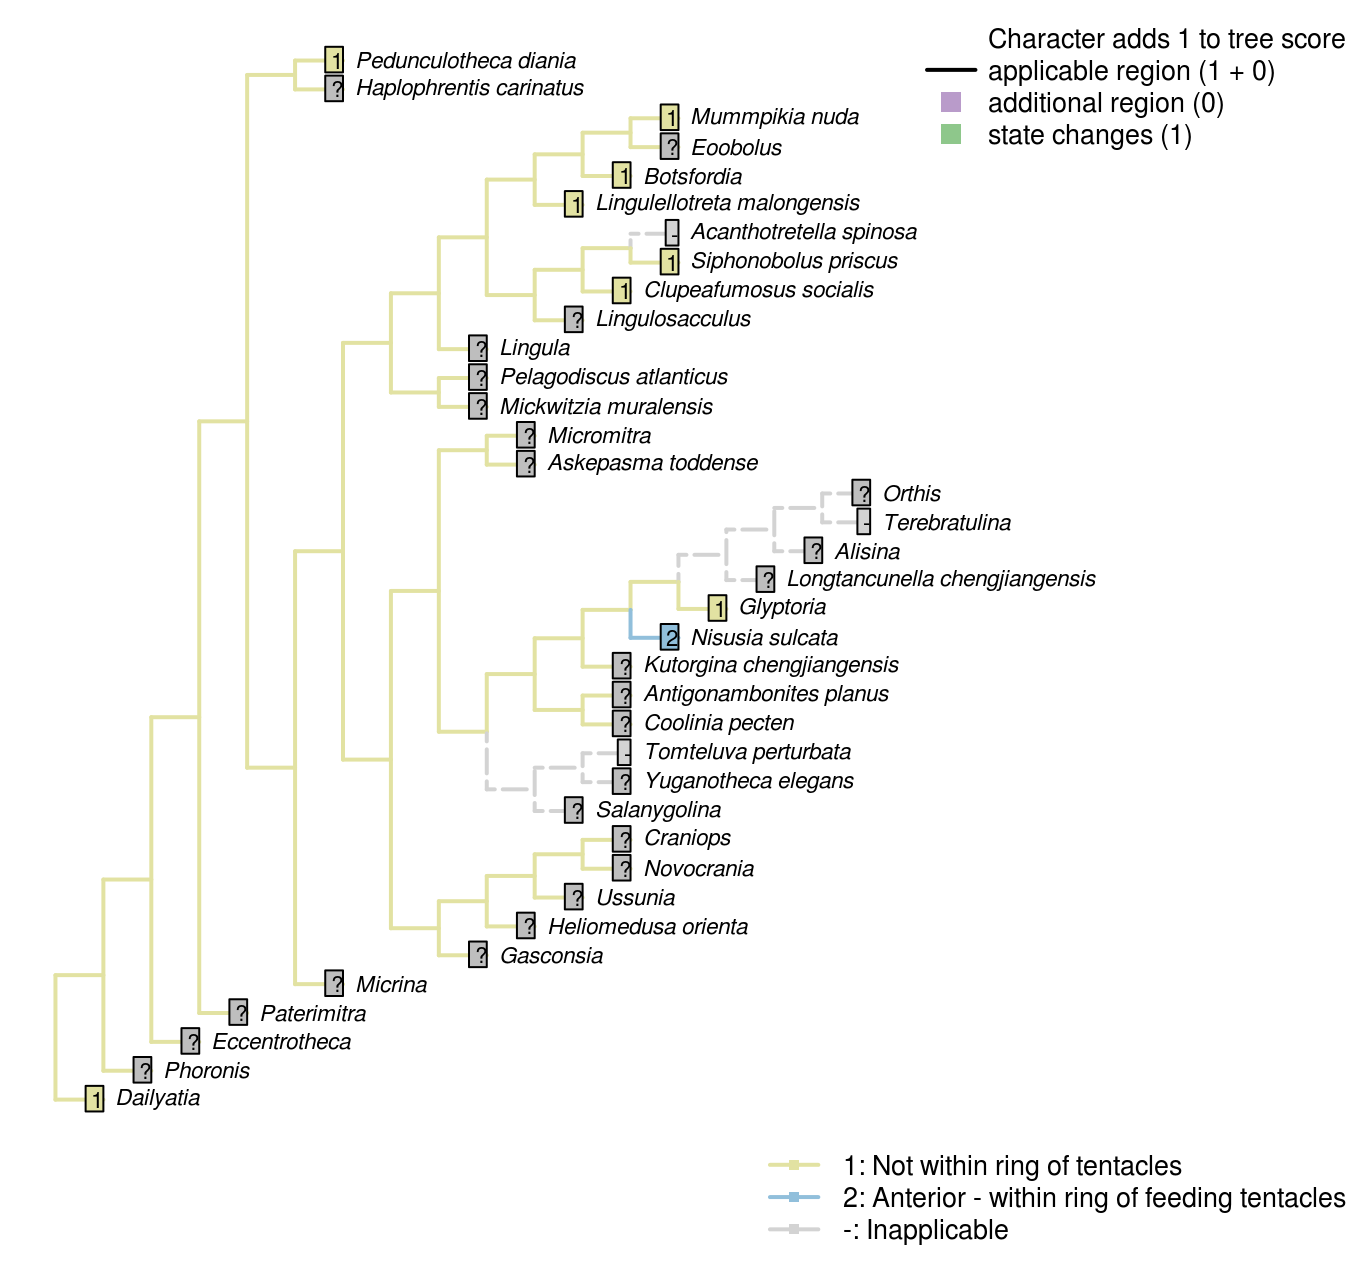 Character adds 1 to tree score
applicable region (1 + 0)
additional region (0)
state changes (1)
1 Pedunculotheca diania
? Haplophrentis carinatus
1 Mummpikia nuda
? Eoobolus
1 Botsfordia
1 Lingulellotreta malongensis
- Acanthotretella spinosa
1 Siphonobolus priscus
1 Clupeafumosus socialis
? Lingulosacculus
? Lingula
? Pelagodiscus atlanticus
? Mickwitzia muralensis
? Micromitra
? Askepasma toddense
? Orthis
- Terebratulina
? Alisina
? Longtancunella chengjiangensis
1 Glyptoria
2 Nisusia sulcata
? Kutorgina chengjiangensis
? Antigonambonites planus
? Coolinia pecten
- Tomteluva perturbata
? Yuganotheca elegans
? Salanygolina
? Craniops
? Novocrania
? Ussunia
? Heliomedusa orienta
? Gasconsia
? Micrina
? Paterimitra
? Eccentrotheca
? Phoronis
1 Dailyatia
1: Not within ring of tentacles
2: Anterior - within ring of feeding tentacles
-: Inapplicable